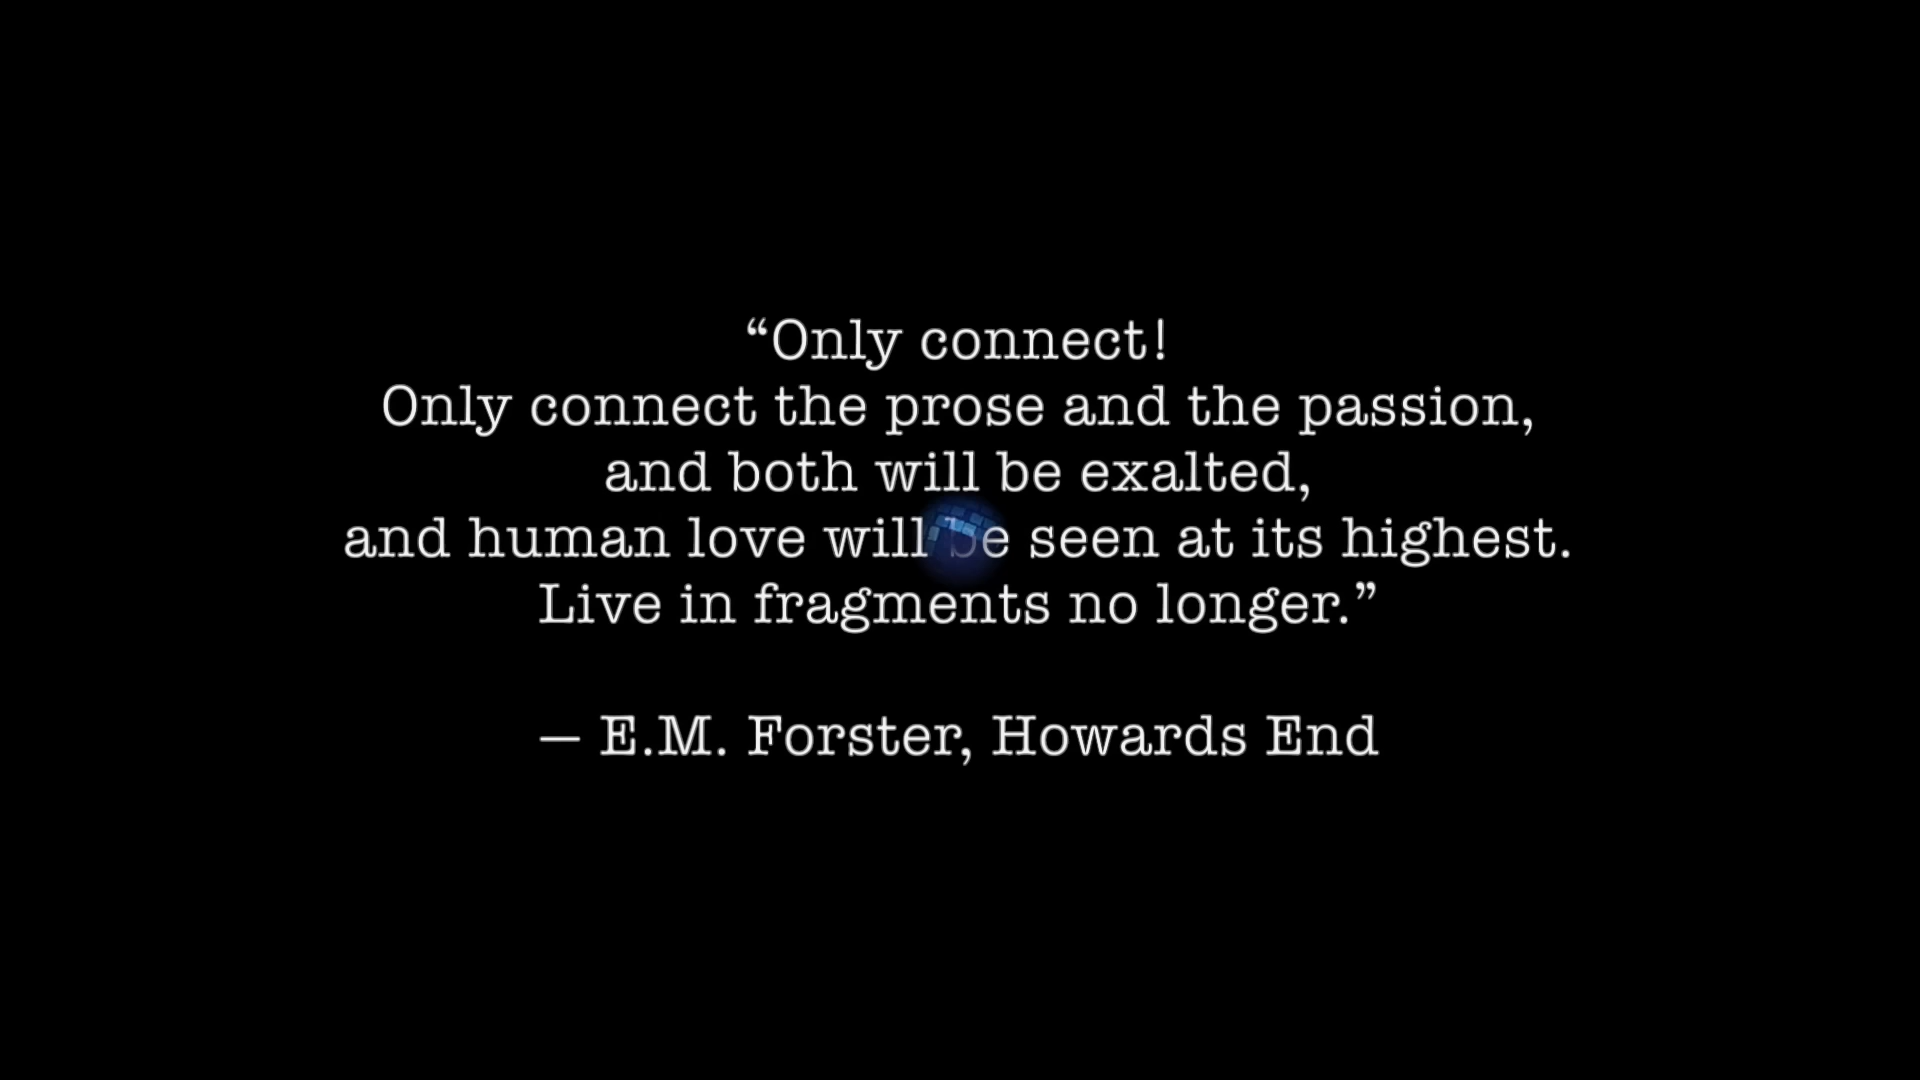 “Only connect!
Only connect the prose and the passion,
and both will be exalted,
and human love will be seen at its highest.
Live in fragments no longer.”
— E.M. Forster, Howards End